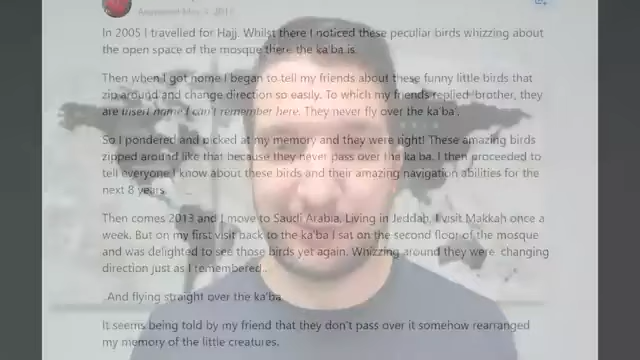 In 2005 I travelled for Hajj. Whilst there I noticed these peculiar birds whizzing about
the open space of the mosque there the ka'ba is.
Then when I got home I began to tell my friends about these funny little birds that
zip around and change direction so easily. To which my friends replied 'brother, they
are insert name I can't remember here. They never fly over the ka'ba'.
So I pondered and picked at my memory and they were right! These amazing birds
zipped around like that because they never pass over the ka'ba. I then proceeded to
tell everyone I know about these birds and their amazing navigation abilities for the
next 8 years.
Then comes 2013 and I move to Saudi Arabia. Living in Jeddah, I visit Makkah once a
week. But on my first visit back to the ka'ba I sat on the second floor of the mosque
and was delighted to see those birds yet again. Whizzing around they were changing
direction just as I remembered..
And flying straight over the ka'ba.
It seems being told by my friend that they don't pass over it somehow rearranged
my memory of the little creatures.